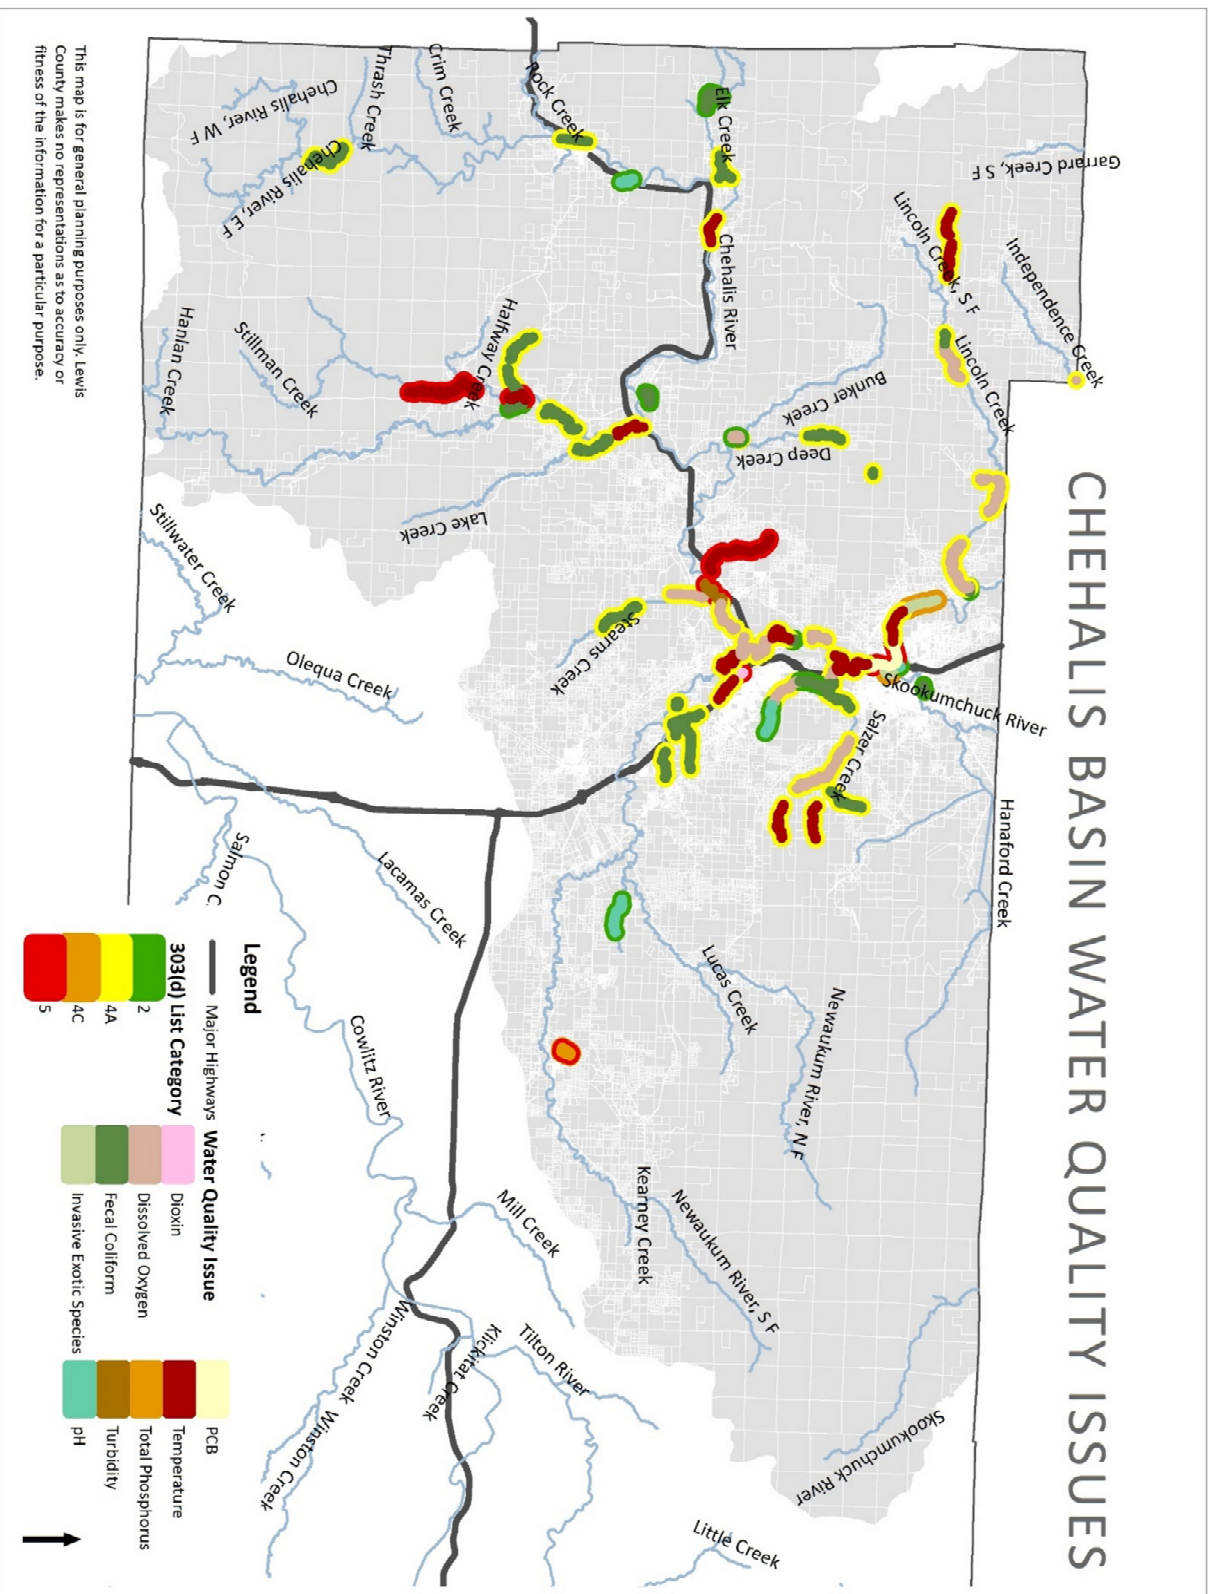 CHEHALIS BASIN WATER QUALITY ISSUES
Garrard Creek, S F
Independence Creek
Lincoln Creek, S F
Lincoln Creek
Elk Creek
Chehalis River
Rock Creek
Crim Creek
Thrash Creek
Chehalis River, W F
Chehalis River, E F
Bunker Creek
Deep Creek
Halfway Creek
Stillman Creek
Hanlan Creek
Lake Creek
Stearns Creek
Stillwater Creek
Olequa Creek
Skookumchuck River
Salzer Creek
Hanaford Creek
Salmon C
Lacamas Creek
Lucas Creek
Newaukum River, N F
Kearney Creek
Newaukum River, S F
Cowlitz River
Mill Creek
Winston Creek
Winston Creek
Klickitat Creek
Tilton River
Skookumchuck River
Little Creek
Legend
Major Highways
303(d) List Category
2
4A
4C
5
Water Quality Issue
Dioxin
Dissolved Oxygen
Fecal Coliform
Invasive Exotic Species
PCB
Temperature
Total Phosphorus
Turbidity
pH
This map is for general planning purposes only. Lewis
County makes no representations as to accuracy or
fitness of the information for a particular purpose.